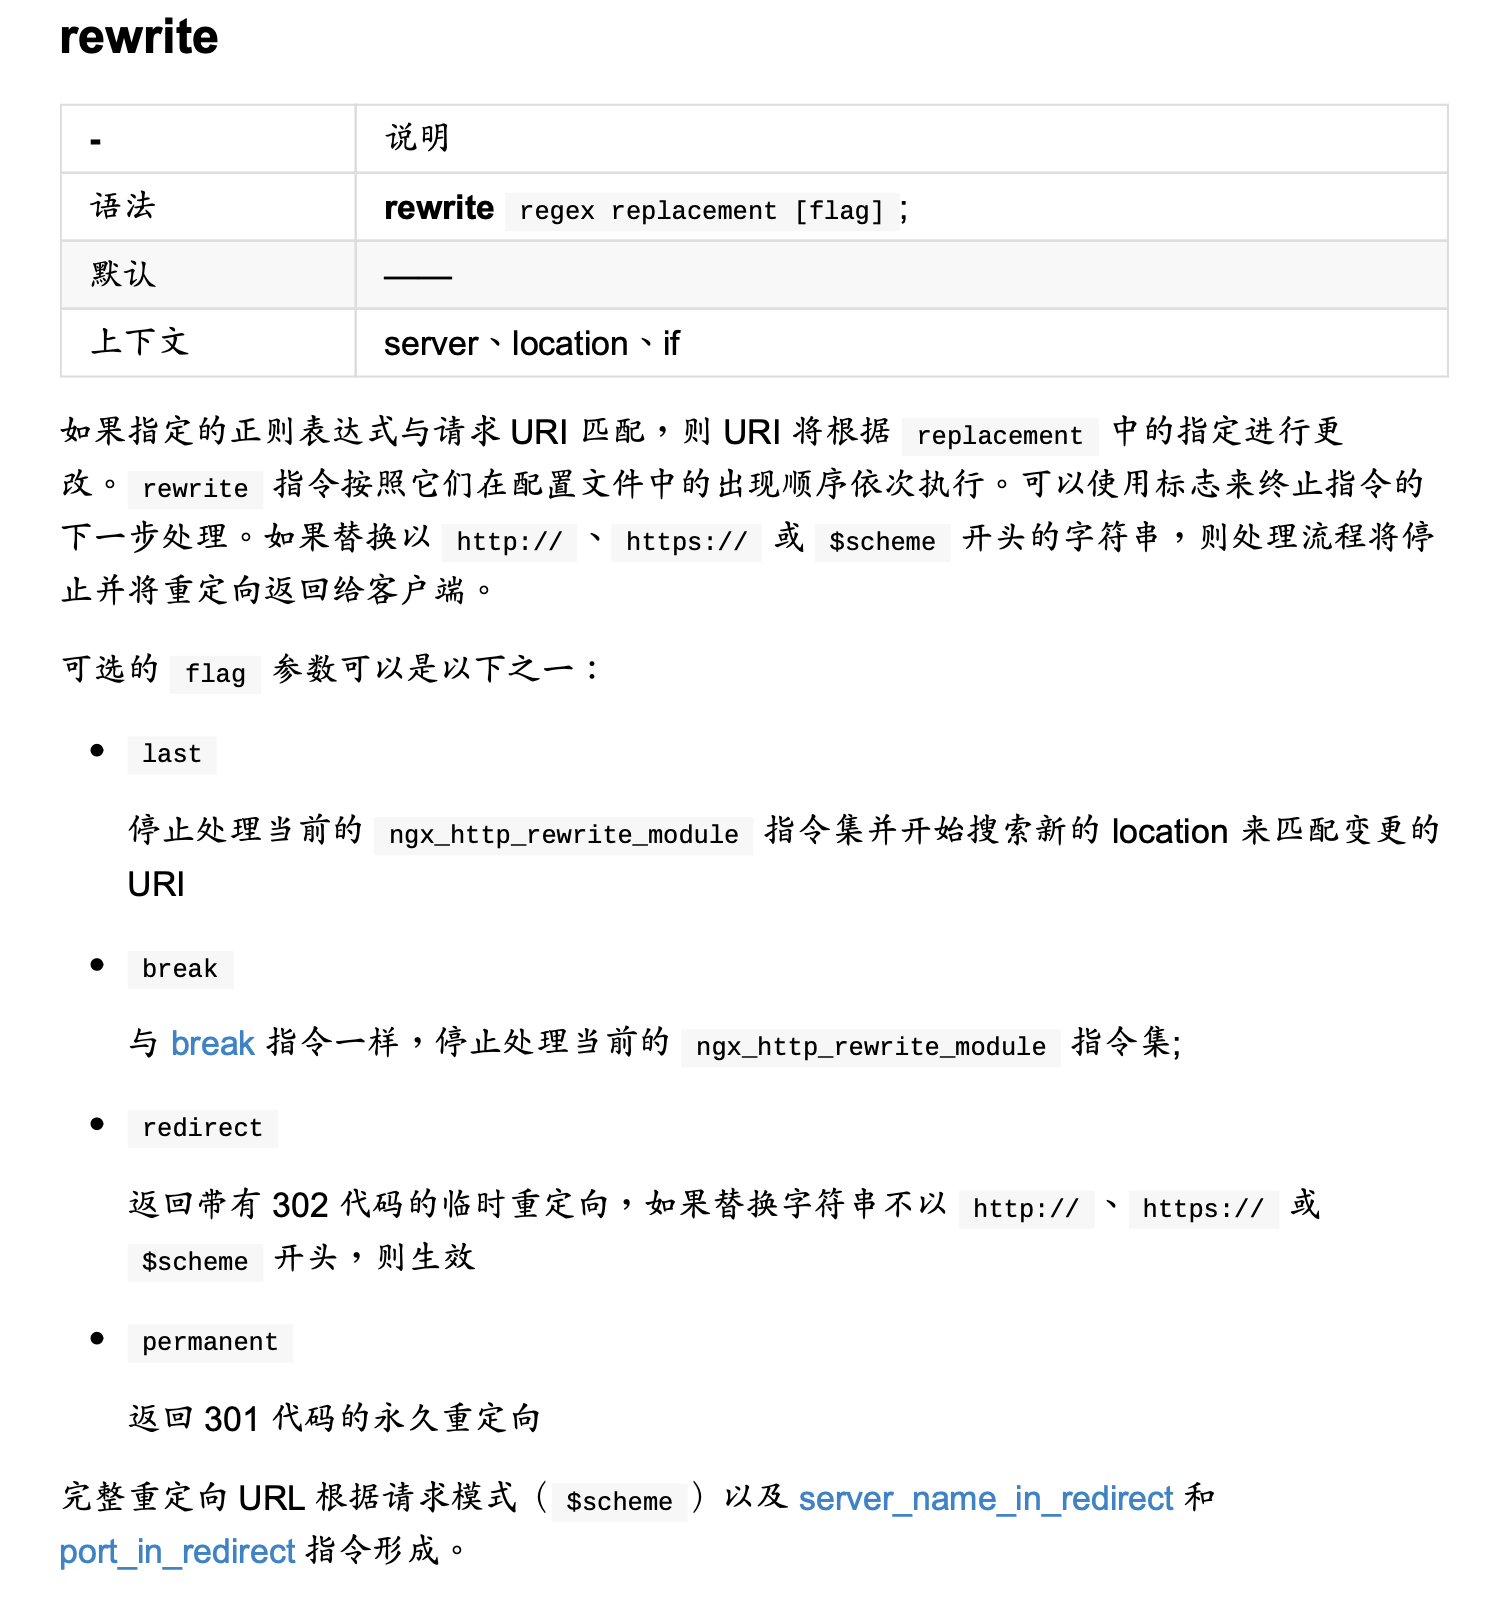 rewrite
- 说明
语法 rewrite regex replacement [flag] ;
默认 ——
上下文 server、location、if
如果指定的正则表达式与请求 URI 匹配，则 URI 将根据 replacement 中的指定进行更
改。 rewrite 指令按照它们在配置文件中的出现顺序依次执行。可以使用标志来终止指令的
下一步处理。如果替换以 http:// 、 https:// 或 $scheme 开头的字符串，则处理流程将停
止并将重定向返回给客户端。
可选的 flag 参数可以是以下之一：
• last
停止处理当前的 ngx_http_rewrite_module 指令集并开始搜索新的 location 来匹配变更的
URI
• break
与 break 指令一样，停止处理当前的 ngx_http_rewrite_module 指令集;
• redirect
返回带有 302 代码的临时重定向，如果替换字符串不以 http:// 、 https:// 或
$scheme 开头，则生效
• permanent
返回 301 代码的永久重定向
完整重定向 URL 根据请求模式（ $scheme ）以及 server_name_in_redirect 和
port_in_redirect 指令形成。